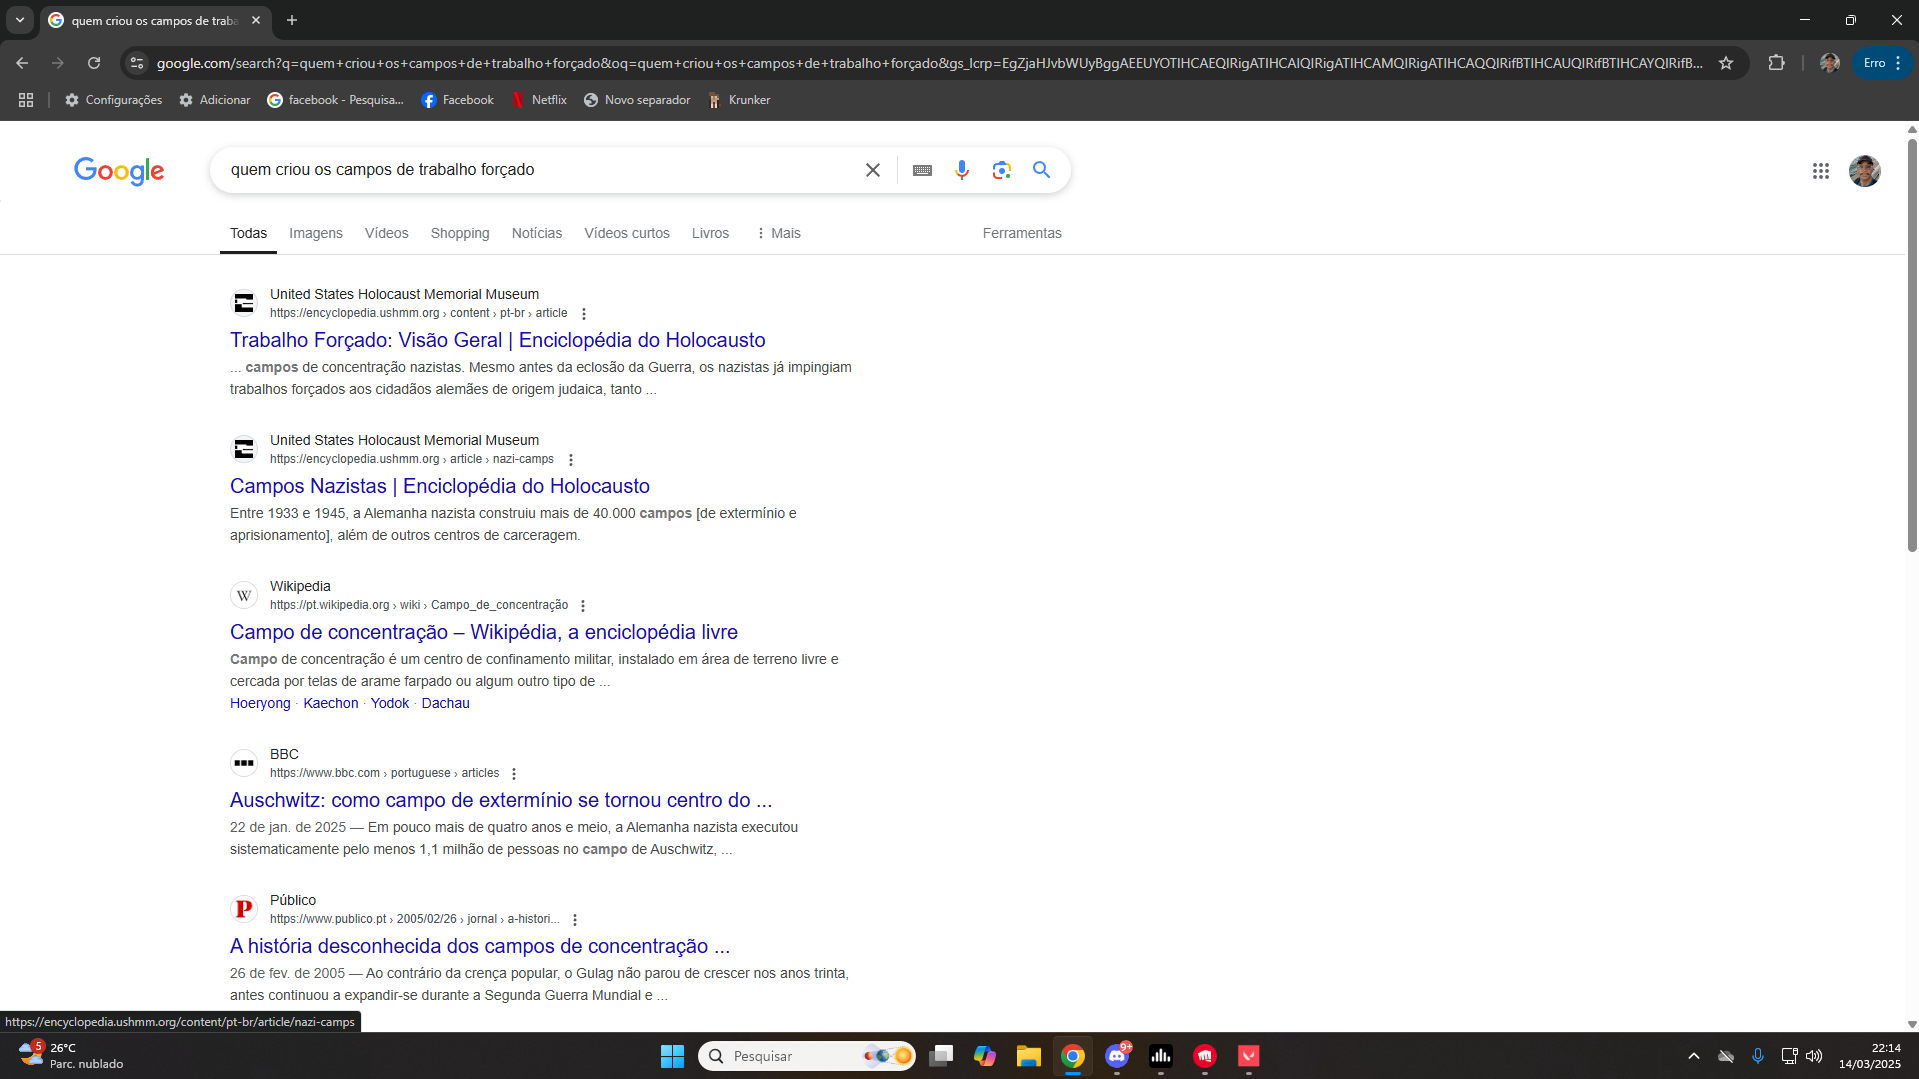 quem criou os campos de traba
google.com/search?q=quem+criou+os+campos+de+trabalho+forçado&oq=quem+criou+os+campos+de+trabalho+forçado&gs_lcrp=EgZjaHJvbWUyBggAEEUYOTIHCAEQIRigATIHCAIQIRigATIHCAMQIRigATIHCAQQIRifBTIHCAUQIRifBTIHCAYQIRifB...
Erro
Configurações
Adicionar
facebook - Pesquisa...
Facebook
Netflix
Novo separador
Krunker
Google
quem criou os campos de trabalho forçado
Todas
Imagens
Vídeos
Shopping
Notícias
Vídeos curtos
Livros
Mais
Ferramentas
United States Holocaust Memorial Museum
https://encyclopedia.ushmm.org › content › pt-br › article
Trabalho Forçado: Visão Geral | Enciclopédia do Holocausto
... campos de concentração nazistas. Mesmo antes da eclosão da Guerra, os nazistas já impingiam
trabalhos forçados aos cidadãos alemães de origem judaica, tanto ...
United States Holocaust Memorial Museum
https://encyclopedia.ushmm.org › article › nazi-camps
Campos Nazistas | Enciclopédia do Holocausto
Entre 1933 e 1945, a Alemanha nazista construiu mais de 40.000 campos [de extermínio e
aprisionamento], além de outros centros de carceragem.
W
Wikipedia
https://pt.wikipedia.org › wiki › Campo_de_concentração
Campo de concentração – Wikipédia, a enciclopédia livre
Campo de concentração é um centro de confinamento militar, instalado em área de terreno livre e
cercada por telas de arame farpado ou algum outro tipo de ...
Hoeryong · Kaechon · Yodok · Dachau
BBC
https://www.bbc.com › portuguese › articles
Auschwitz: como campo de extermínio se tornou centro do ...
22 de jan. de 2025 — Em pouco mais de quatro anos e meio, a Alemanha nazista executou
sistematicamente pelo menos 1,1 milhão de pessoas no campo de Auschwitz, ...
P
Público
https://www.publico.pt › 2005/02/26 › jornal › a-histori...
A história desconhecida dos campos de concentração ...
26 de fev. de 2005 — Ao contrário da crença popular, o Gulag não parou de crescer nos anos trinta,
antes continuou a expandir-se durante a Segunda Guerra Mundial e ...
https://encyclopedia.ushmm.org/content/pt-br/article/nazi-camps
5
26°C
Parc. nublado
Pesquisar
9+
22:14
14/03/2025